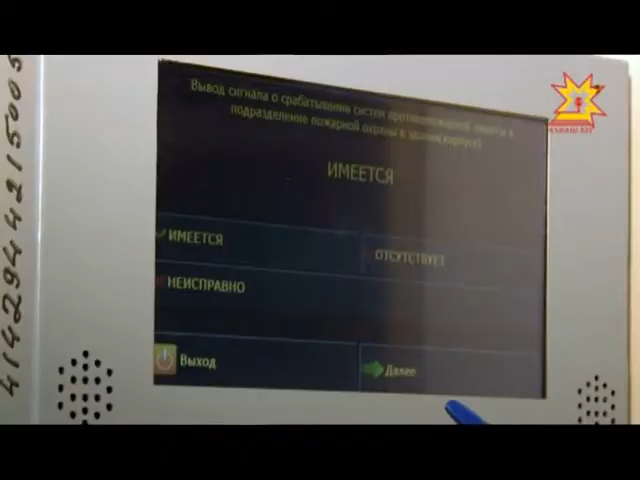 Вывод сигнала о срабатывании систем противопожарной защиты в
подразделение пожарной охраны в здании(корпусе)
ИМЕЕТСЯ
ИМЕЕТСЯ
ОТСУТСТВУЕТ
НЕИСПРАВНО
Выход
Далее
4142944215005